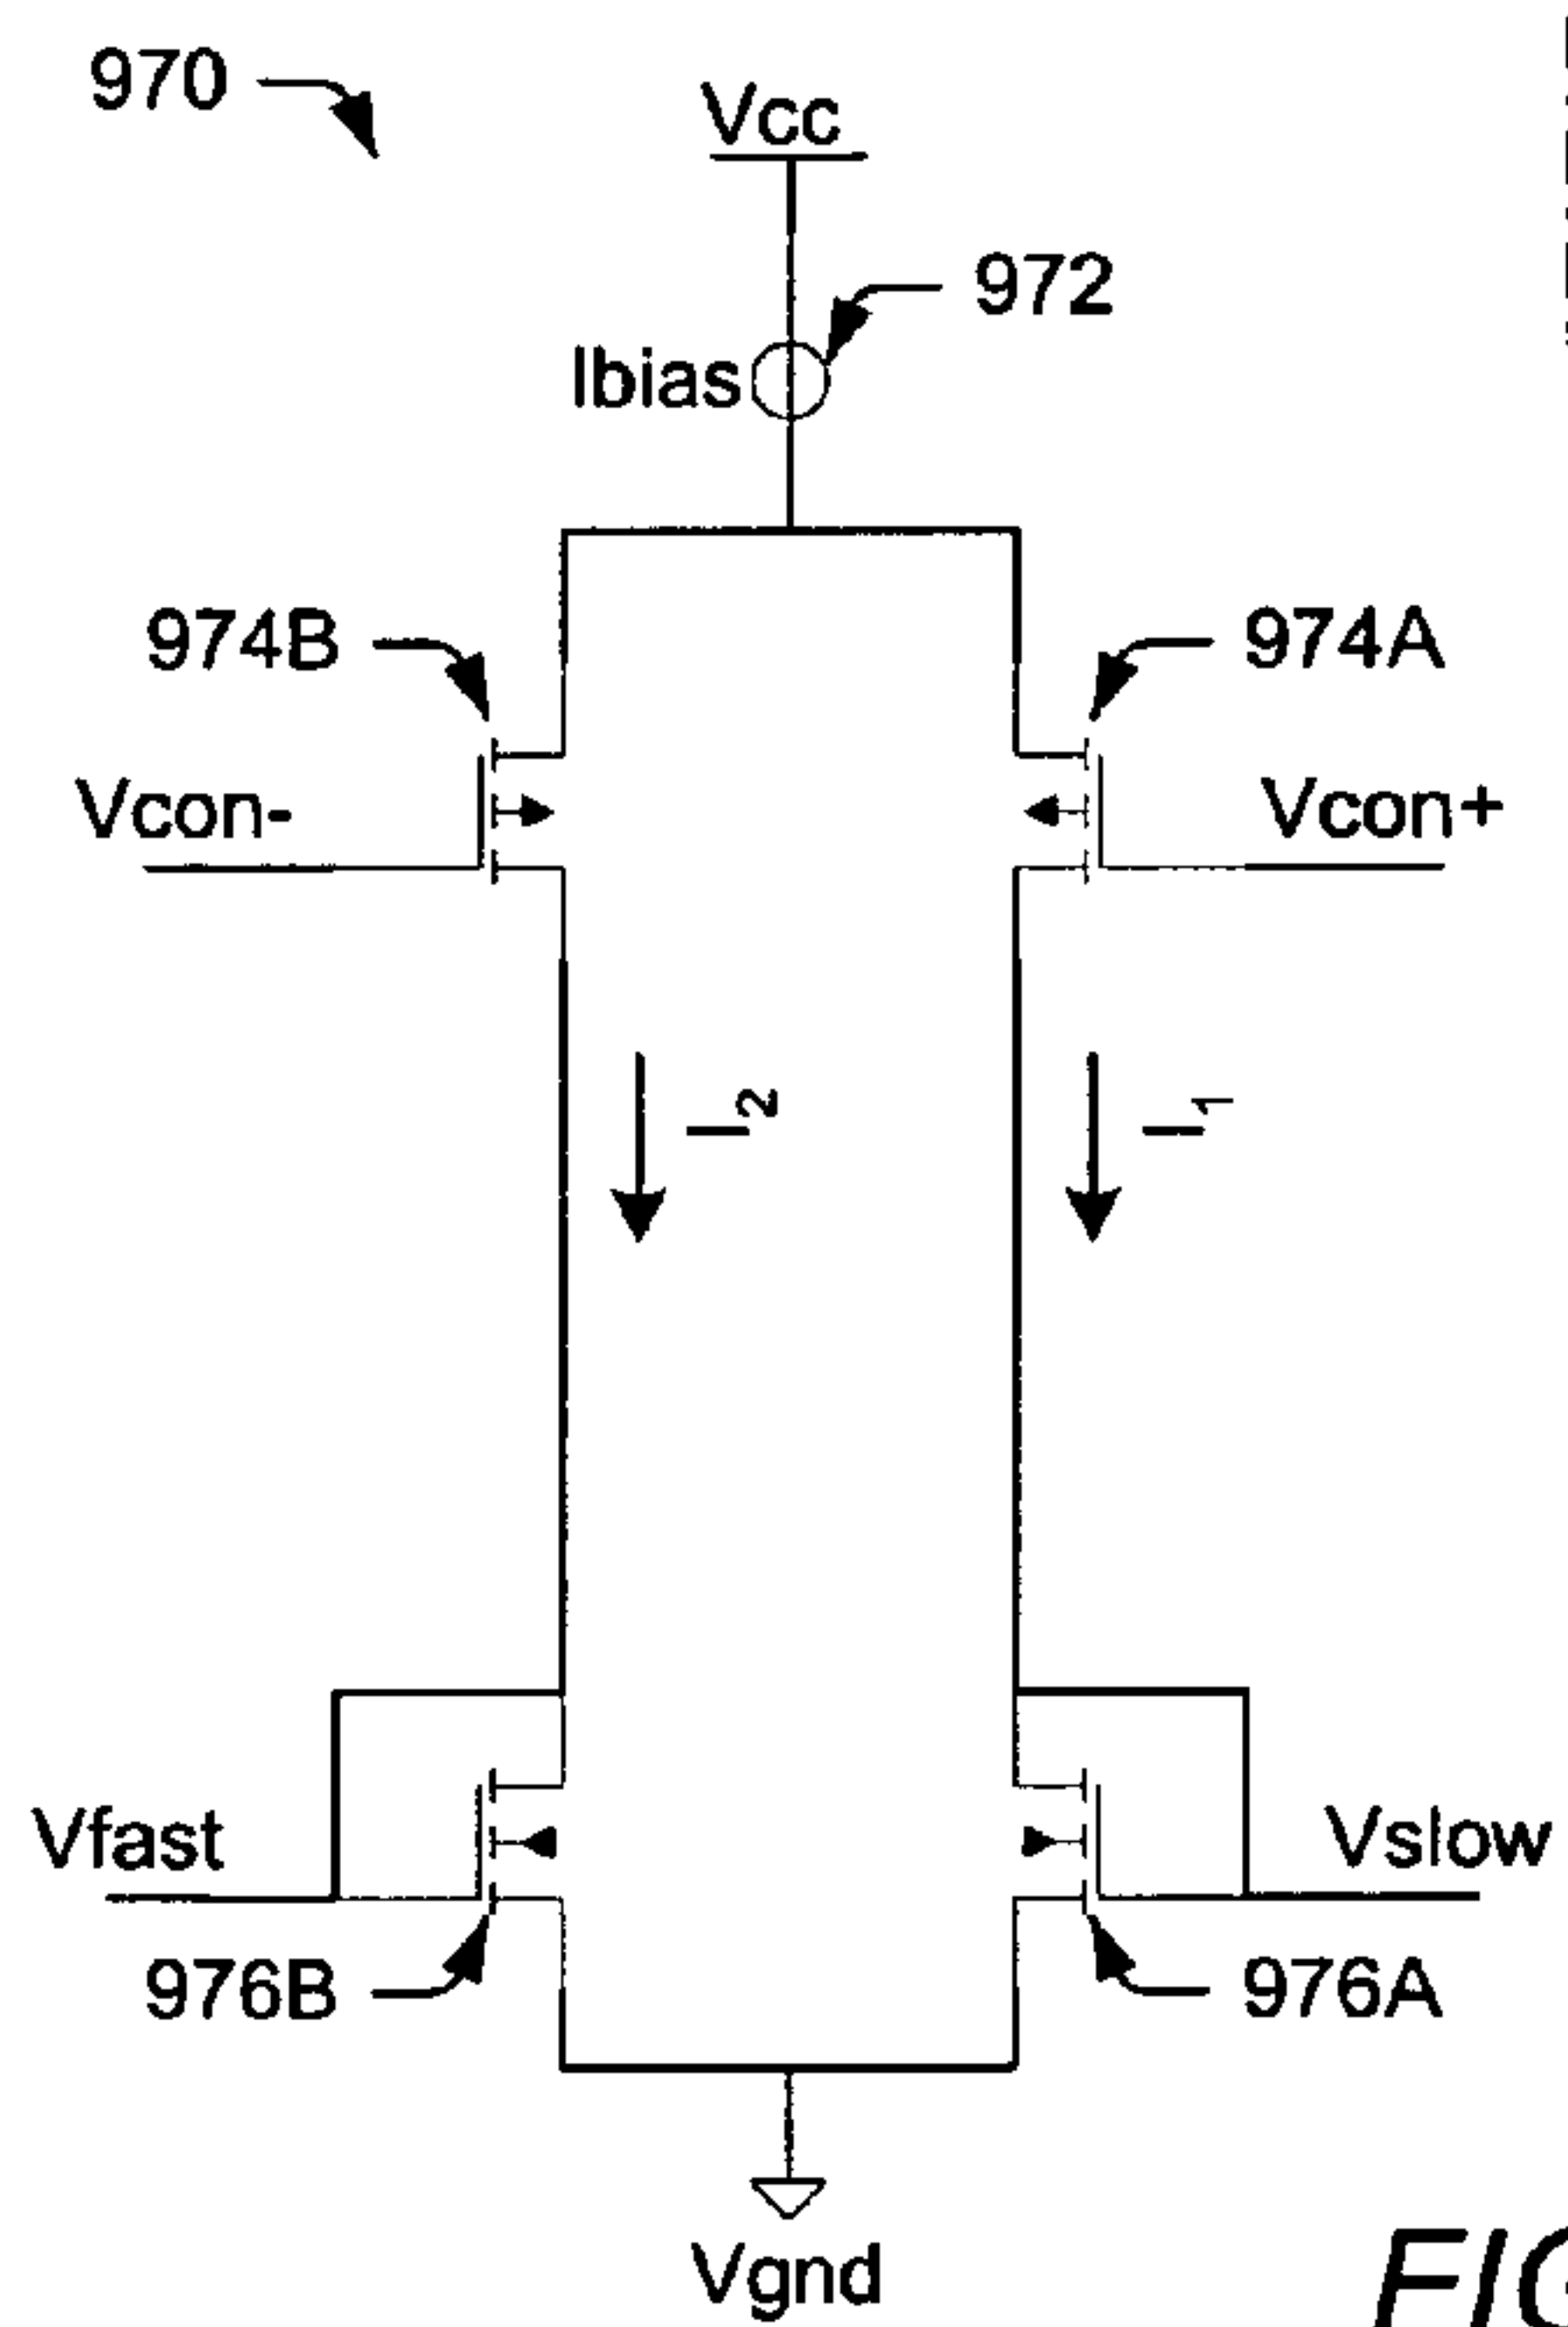 970
Vcc
972
Ibias
974B
974A
Vcon-
Vcon+
I2
I1
Vfast
Vslow
976B
976A
Vgnd